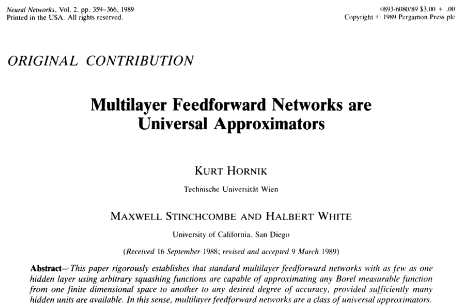 Neural Networks, Vol. 2, pp. 359–366, 1989
Printed in the USA. All rights reserved.
0893-6080/89 $3.00 + .00
Copyright © 1989 Pergamon Press plc
ORIGINAL CONTRIBUTION
Multilayer Feedforward Networks are
Universal Approximators
KURT HORNIK
Technische Universität Wien
MAXWELL STINCHCOMBE AND HALBERT WHITE
University of California, San Diego
(Received 16 September 1988; revised and accepted 9 March 1989)
Abstract—This paper rigorously establishes that standard multilayer feedforward networks with as few as one
hidden layer using arbitrary squashing functions are capable of approximating any Borel measurable function
from one finite dimensional space to another to any desired degree of accuracy, provided sufficiently many
hidden units are available. In this sense, multilayer feedforward networks are a class of universal approximators.